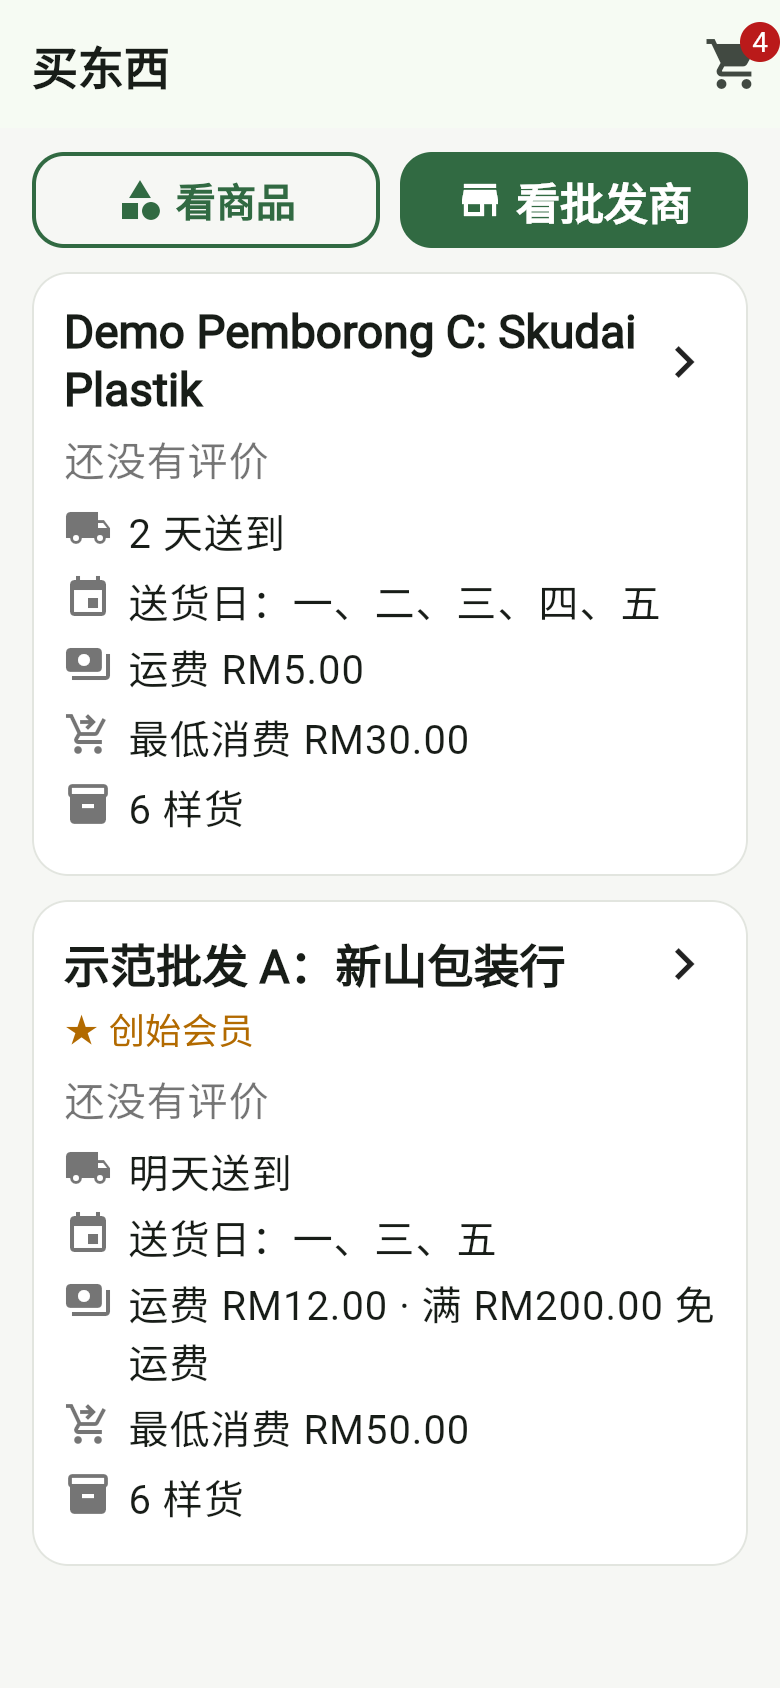 买东西
4
看商品
看批发商
Demo Pemborong C: Skudai
Plastik
还没有评价
2 天送到
送货日：一、二、三、四、五
运费 RM5.00
最低消费 RM30.00
6 样货
示范批发 A：新山包装行
★ 创始会员
还没有评价
明天送到
送货日：一、三、五
运费 RM12.00 · 满 RM200.00 免
运费
最低消费 RM50.00
6 样货